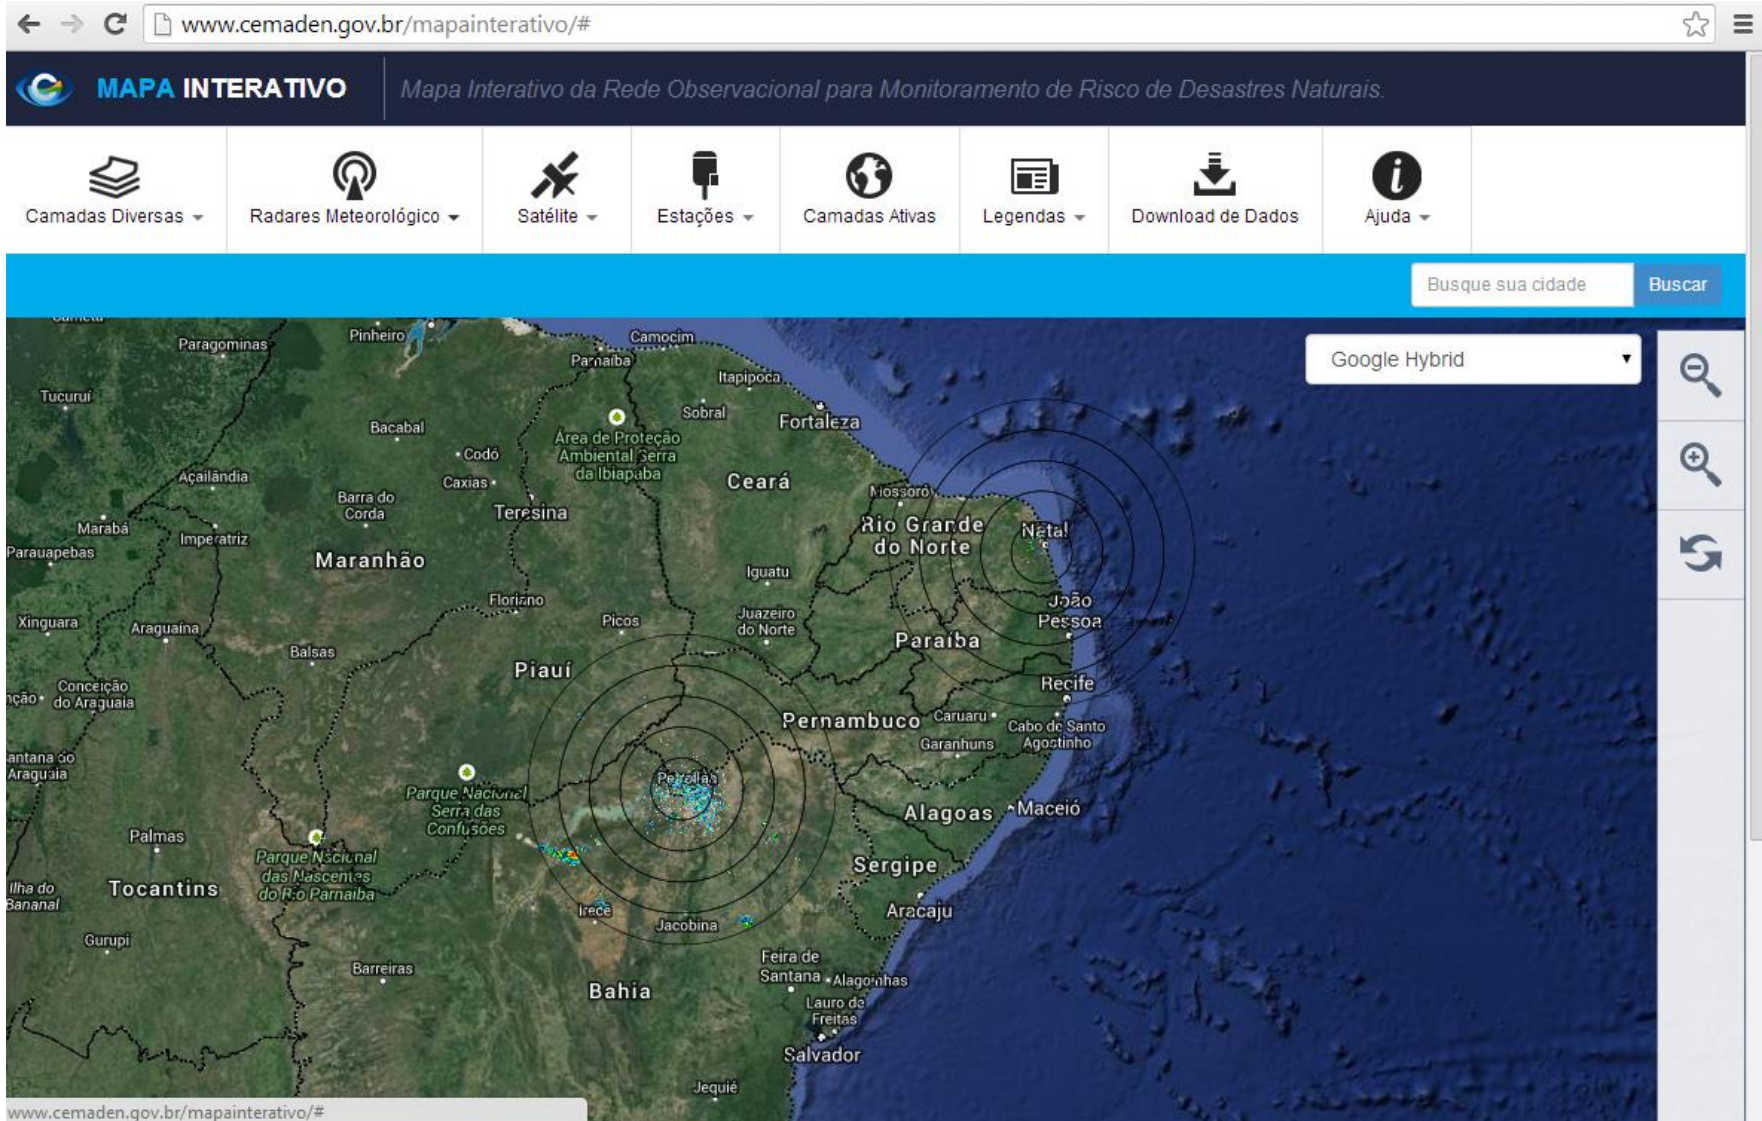 www.cemaden.gov.br/mapainterativo/#
MAPA INTERATIVO
Mapa Interativo da Rede Observacional para Monitoramento de Risco de Desastres Naturais.
Camadas Diversas
Radares Meteorológico
Satélite
Estações
Camadas Ativas
Legendas
Download de Dados
Ajuda
Busque sua cidade
Buscar
Google Hybrid
Pinheiro
Paragominas
Camocim
Parnaíba
Itapipoca
Tucuruí
Sobral
Fortaleza
Bacabal
Área de Proteção
Ambiental Serra
da Ibiapaba
Codó
Caxias
Ceará
Açailândia
Mossoró
Barra do
Corda
Teresina
Marabá
Imperatriz
Rio Grande
do Norte
Natal
Parauapebas
Maranhão
Iguatu
Floriano
João
Pessoa
Xinguara
Araguaína
Picos
Juazeiro
do Norte
Paraíba
Balsas
Piauí
Conceição
do Araguaia
Recife
Pernambuco
Caruaru
Cabo de Santo
Agostinho
Garanhuns
Araguaia
Petrolina
Parque Nacional
Serra das
Confusões
Alagoas
Maceió
Palmas
Parque Nacional
das Nascentes
do Rio Parnaíba
Sergipe
Ilha do
Bananal
Tocantins
Irecê
Aracaju
Jacobina
Gurupi
Feira de
Santana
Alagoinhas
Barreiras
Bahia
Lauro de
Freitas
Salvador
Jequié
www.cemaden.gov.br/mapainterativo/#